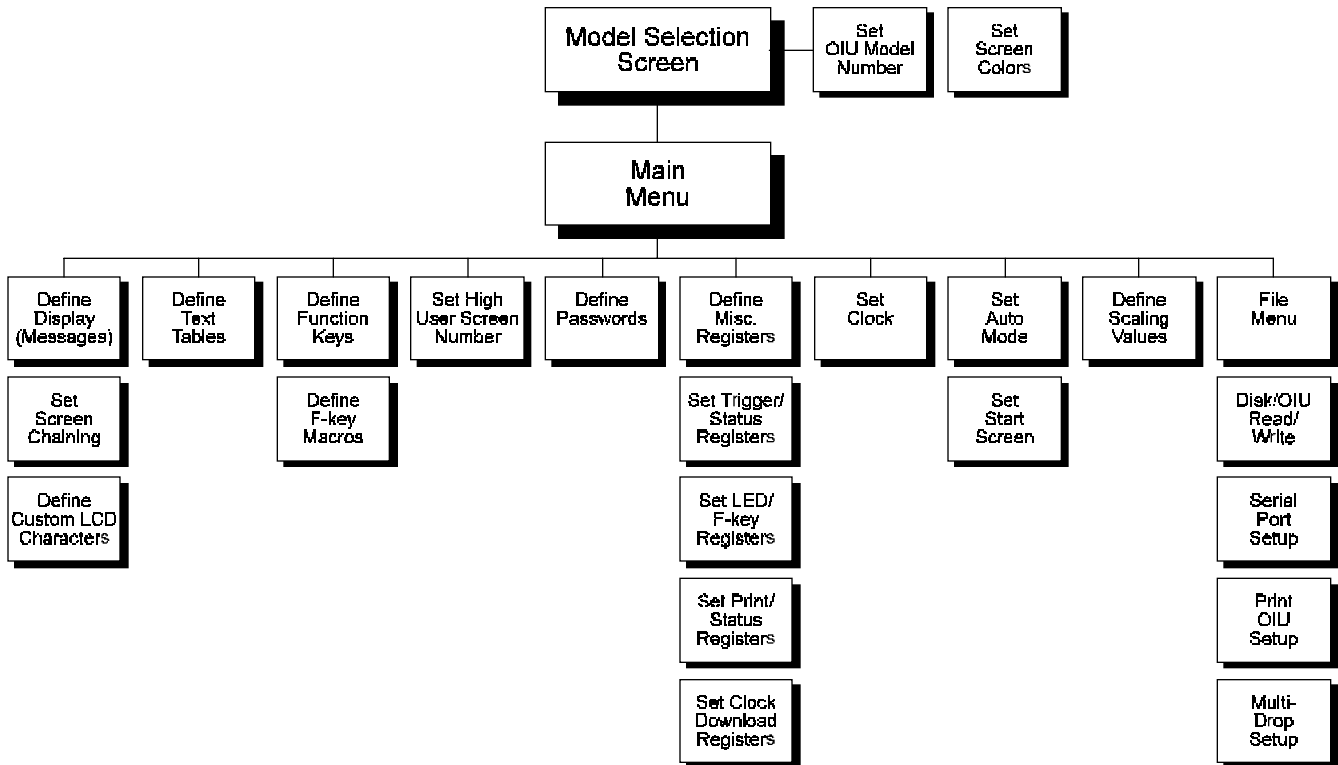 Model Selection
Screen
Set
OIU Model
Number
Set
Screen
Colors
Main
Menu
Define
Display
(Messages)
Define
Text
Tables
Define
Function
Keys
Set High
User Screen
Number
Define
Passwords
Define
Misc.
Registers
Set
Clock
Set
Auto
Mode
Define
Scaling
Values
File
Menu
Set
Screen
Chaining
Define
F-key
Macros
Set Trigger/
Status
Registers
Set
Start
Screen
Disk/OIU
Read/
Write
Define
Custom LCD
Characters
Set LED/
F-key
Registers
Serial
Port
Setup
Set Print/
Status
Registers
Print
OIU
Setup
Set Clock
Download
Registers
Multi-
Drop
Setup